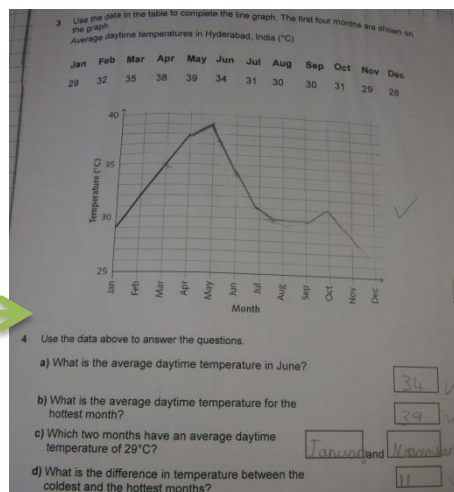 3 Use the data in the table to complete the line graph. The first four months are shown on
the graph.
Average daytime temperatures in Hyderabad, India (°C)
Jan Feb Mar Apr May Jun Jul Aug Sep Oct Nov Dec
29 32 35 38 39 34 31 30 30 31 29 28
40
35
30
25
Temperature (°C)
Jan Feb Mar Apr May Jun Jul Aug Sep Oct Nov Dec
Month
4 Use the data above to answer the questions.
a) What is the average daytime temperature in June?
34
b) What is the average daytime temperature for the
hottest month?
39
c) Which two months have an average daytime
temperature of 29°C?
January and November
d) What is the difference in temperature between the
coldest and the hottest months?
11